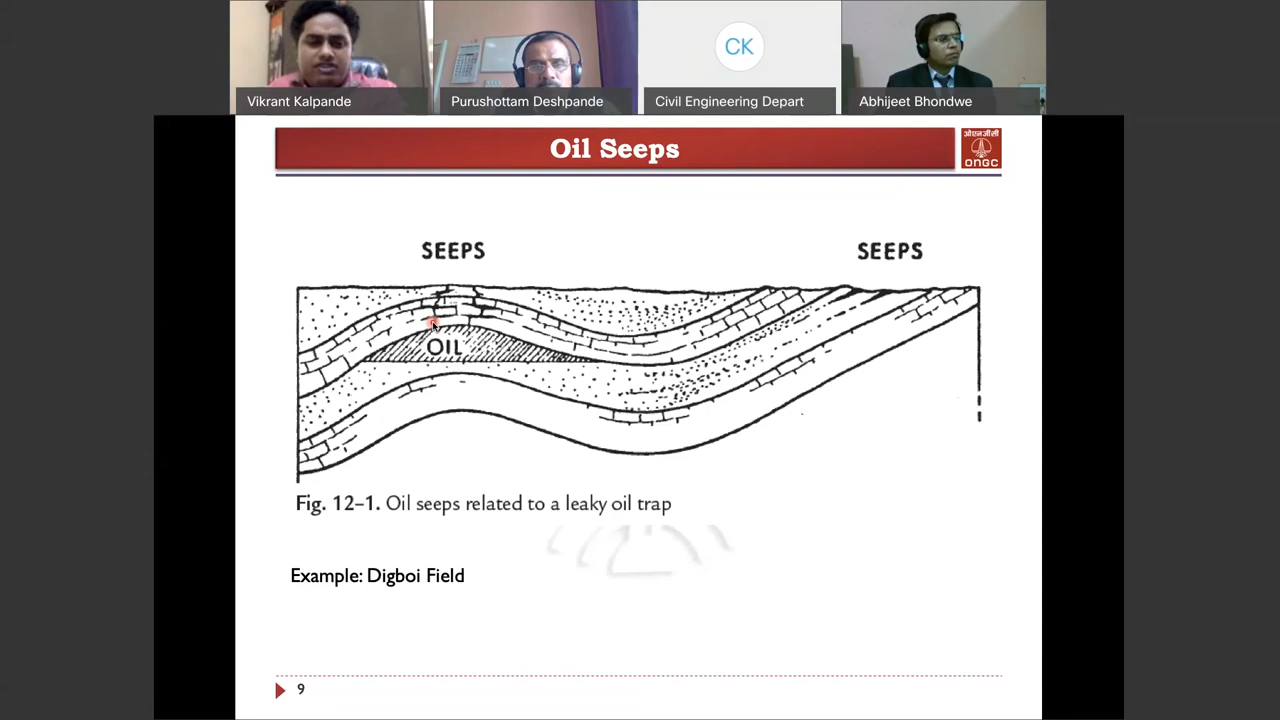 Vikrant Kalpande
Purushottam Deshpande
CK
Civil Engineering Depart
Abhijeet Bhondwe
Oil Seeps
ओएनजीसी
ONGC
SEEPS
SEEPS
OIL
Fig. 12–1. Oil seeps related to a leaky oil trap
Example: Digboi Field
9